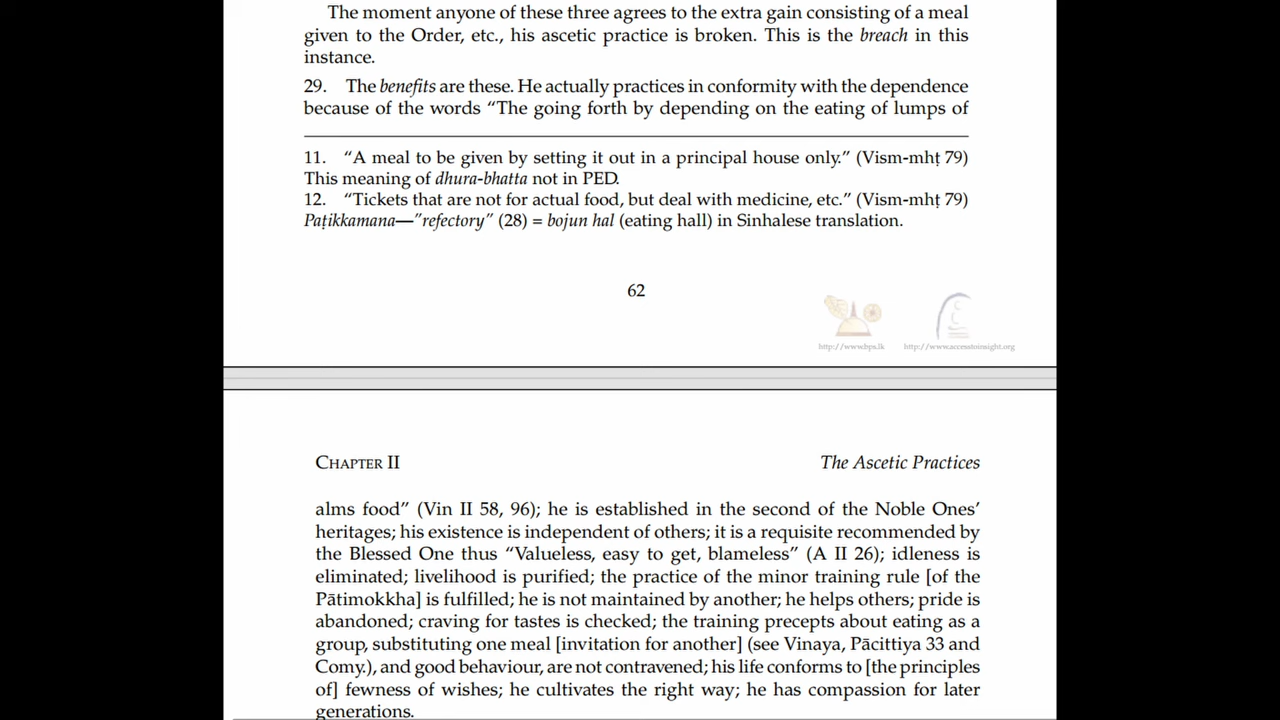 The moment anyone of these three agrees to the extra gain consisting of a meal
given to the Order, etc., his ascetic practice is broken. This is the breach in this
instance.
29. The benefits are these. He actually practices in conformity with the dependence
because of the words “The going forth by depending on the eating of lumps of
11. “A meal to be given by setting it out in a principal house only.” (Vism-mhṭ 79)
This meaning of dhura-bhatta not in PED.
12. “Tickets that are not for actual food, but deal with medicine, etc.” (Vism-mhṭ 79)
Paṭikkamana—”refectory” (28) = bojun hal (eating hall) in Sinhalese translation.
62
http://www.bps.lk http://www.accesstoinsight.org
CHAPTER II The Ascetic Practices
alms food” (Vin II 58, 96); he is established in the second of the Noble Ones’
heritages; his existence is independent of others; it is a requisite recommended by
the Blessed One thus “Valueless, easy to get, blameless” (A II 26); idleness is
eliminated; livelihood is purified; the practice of the minor training rule [of the
Pātimokkha] is fulfilled; he is not maintained by another; he helps others; pride is
abandoned; craving for tastes is checked; the training precepts about eating as a
group, substituting one meal [invitation for another] (see Vinaya, Pācittiya 33 and
Comy.), and good behaviour, are not contravened; his life conforms to [the principles
of] fewness of wishes; he cultivates the right way; he has compassion for later
generations.